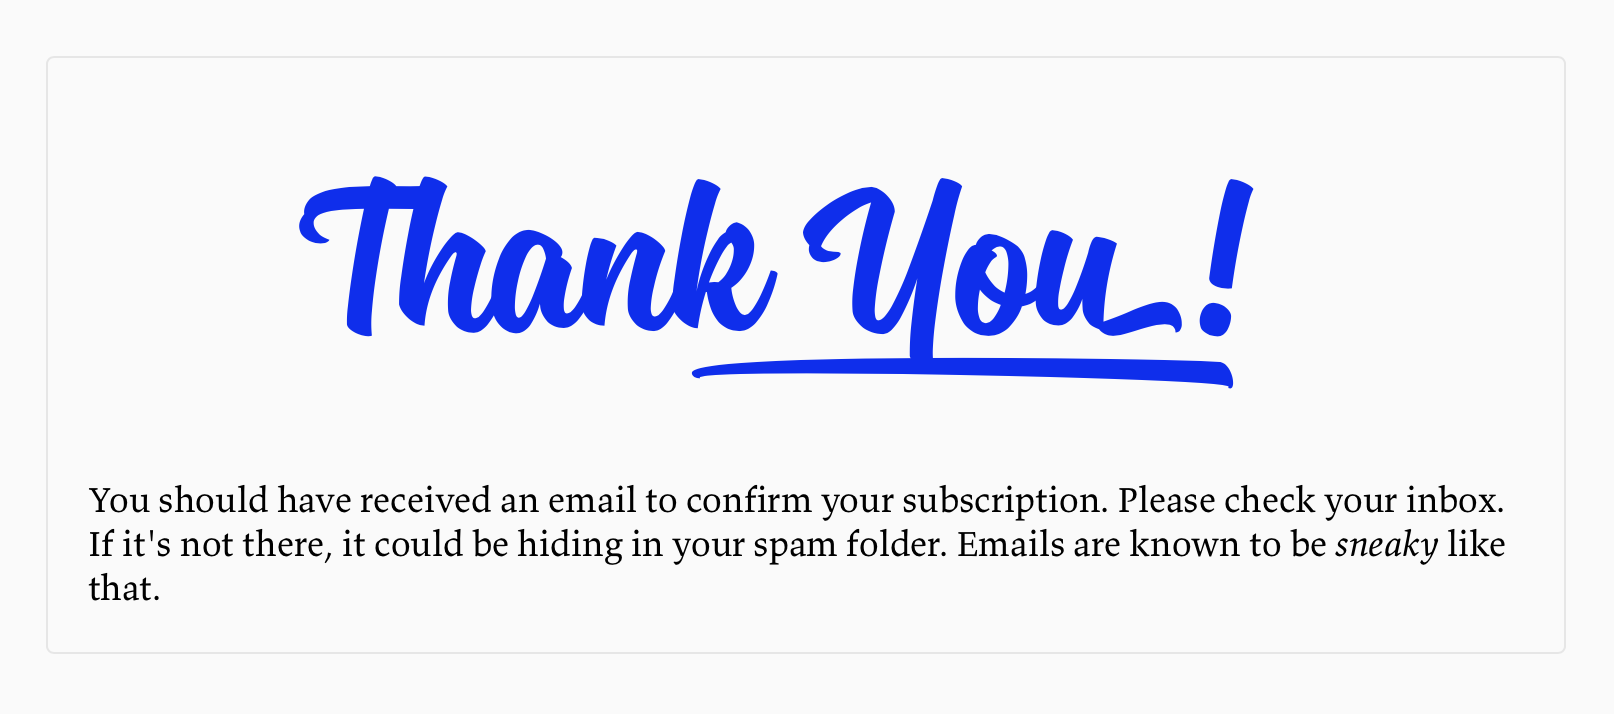 Thank You!
You should have received an email to confirm your subscription. Please check your inbox.
If it's not there, it could be hiding in your spam folder. Emails are known to be sneaky like
that.